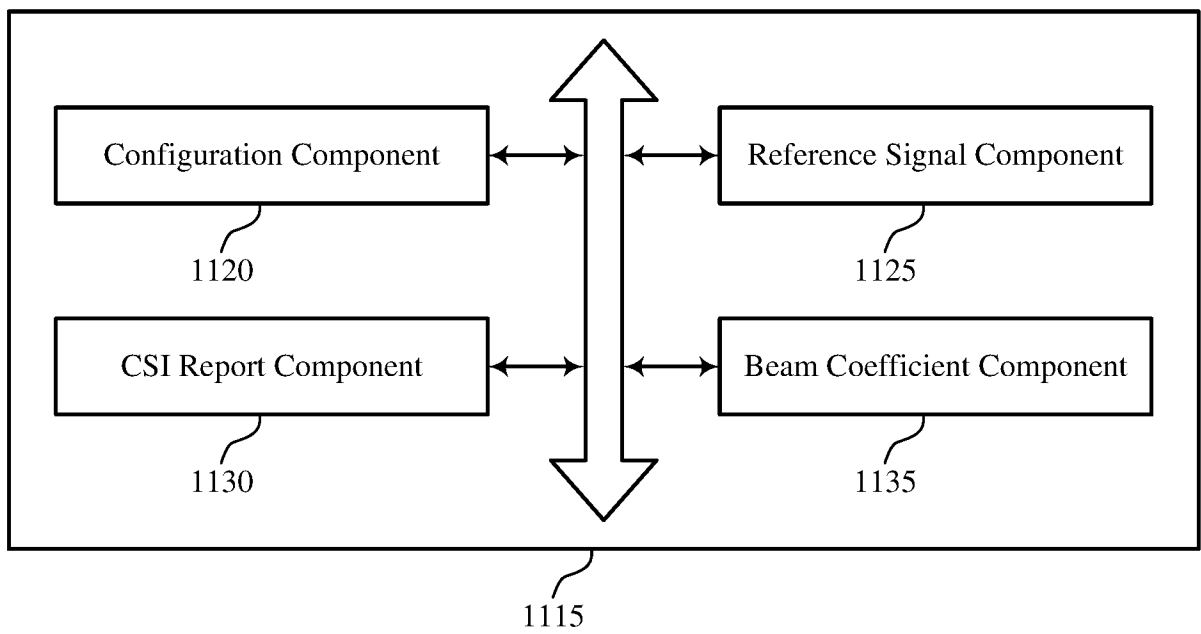 Configuration Component
Reference Signal Component
1120
1125
CSI Report Component
Beam Coefficient Component
1130
1135
1115